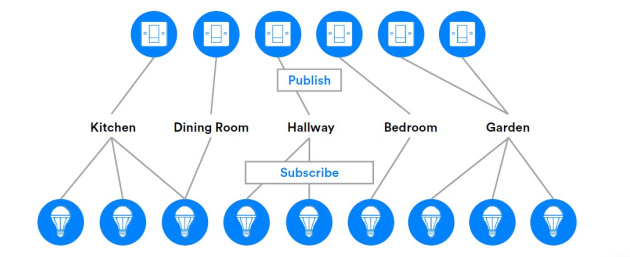 Publish
Kitchen Dining Room Hallway Bedroom Garden
Subscribe